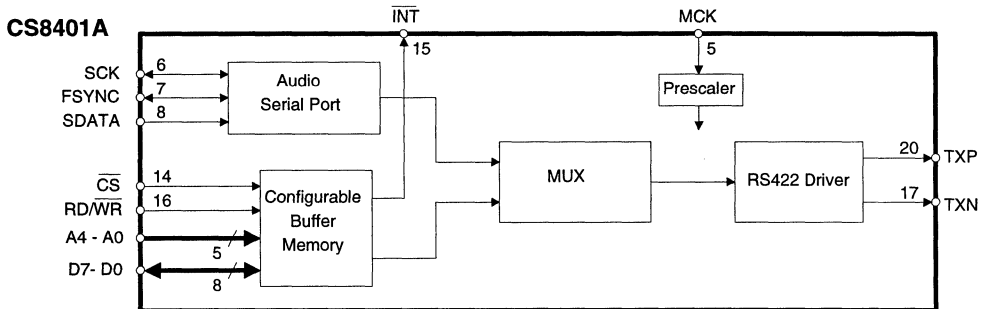 CS8401A
INT
MCK
15
5
SCK
6
FSYNC
7
SDATA
8
Audio
Serial Port
Prescaler
CS
14
RD/WR
16
A4 - A0
5
D7- D0
8
Configurable
Buffer
Memory
MUX
RS422 Driver
20
TXP
17
TXN